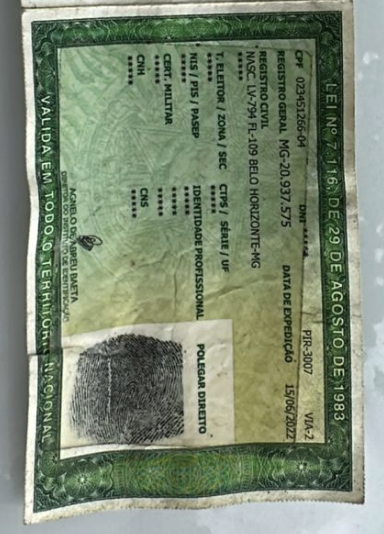 LEI Nº 7.116, DE 29 DE AGOSTO DE 1983
CPF 023451266-04 DNI *****
PIR-3007 VIA-2
REGISTRO GERAL MG-20.937.575 DATA DE EXPEDIÇÃO 15/06/2022
REGISTRO CIVIL
NASC. LV-794 FL-109 BELO HORIZONTE-MG
*****
T. ELEITOR / ZONA / SEC CTPS / SÉRIE / UF
***** *****
NIS / PIS / PASEP IDENTIDADE PROFISSIONAL
***** *****
CERT. MILITAR
***** *****
CNH CNS
***** *****
POLEGAR DIREITO
AGNELO DE ABREU BAETA
DIRETOR DO INSTITUTO DE IDENTIFICAÇÃO
VÁLIDA EM TODO O TERRITÓRIO NACIONAL